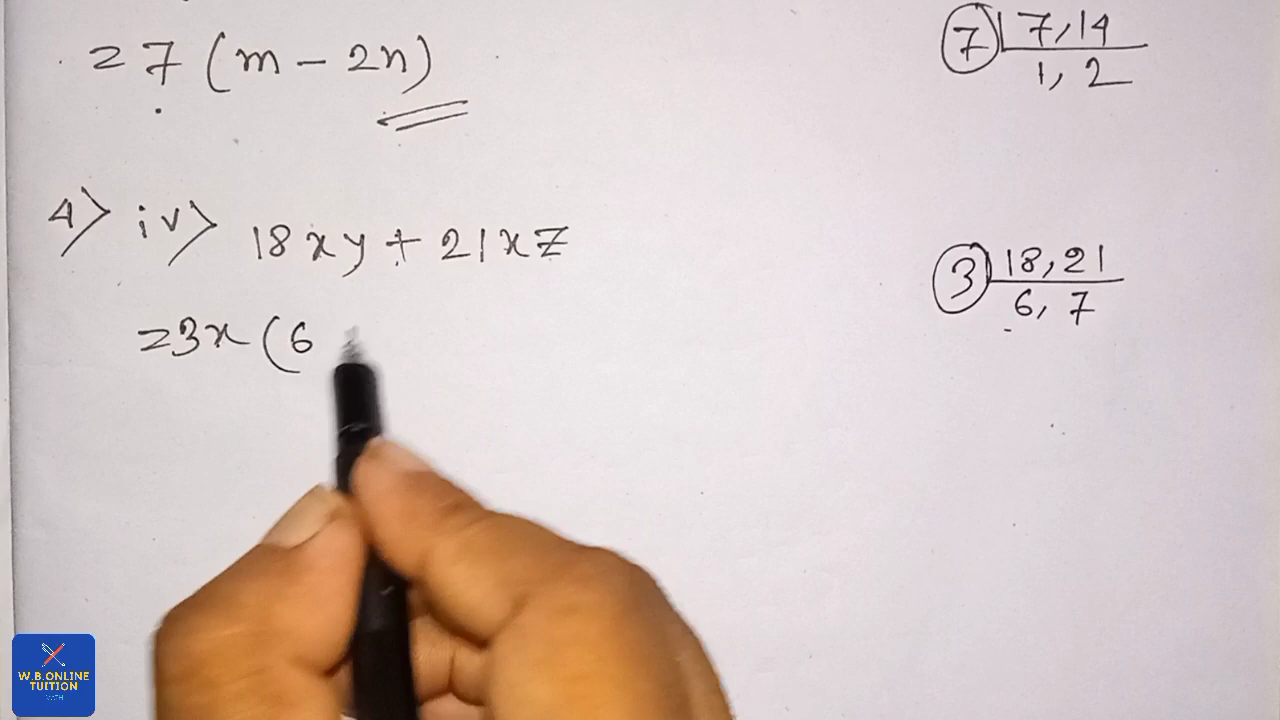 = 7 (m - 2n)
7 | 7, 14
1, 2
4) iv) 18xy + 21xz
3 | 18, 21
6, 7
= 3x (6
W.B.ONLINE
TUITION